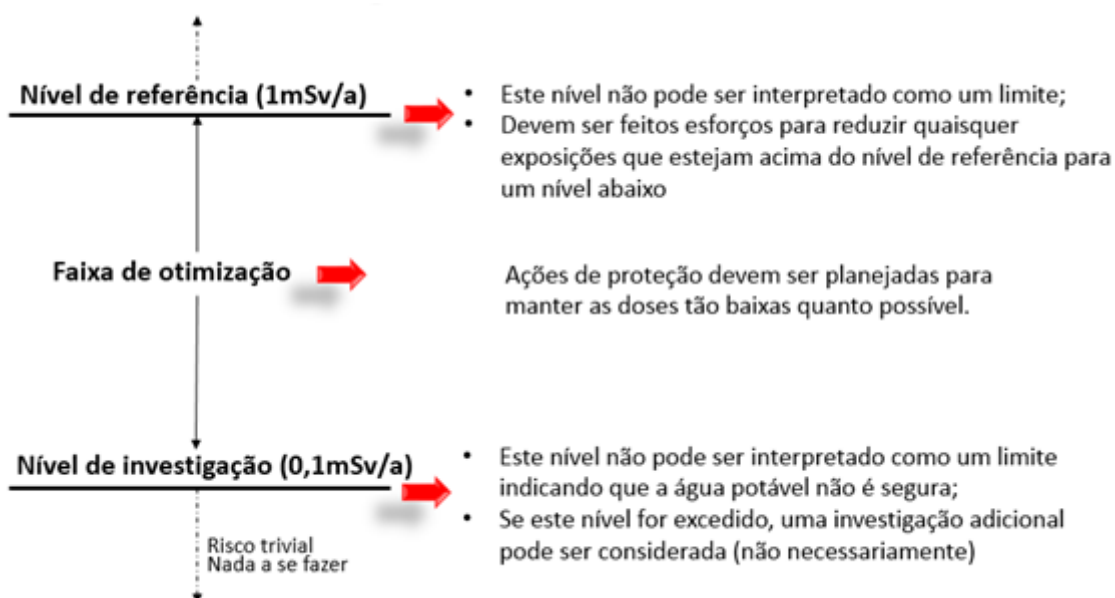 Nível de referência (1mSv/a)
• Este nível não pode ser interpretado como um limite;
• Devem ser feitos esforços para reduzir quaisquer
exposições que estejam acima do nível de referência para
um nível abaixo
Faixa de otimização
Ações de proteção devem ser planejadas para
manter as doses tão baixas quanto possível.
Nível de investigação (0,1mSv/a)
• Este nível não pode ser interpretado como um limite
indicando que a água potável não é segura;
• Se este nível for excedido, uma investigação adicional
pode ser considerada (não necessariamente)
Risco trivial
Nada a se fazer